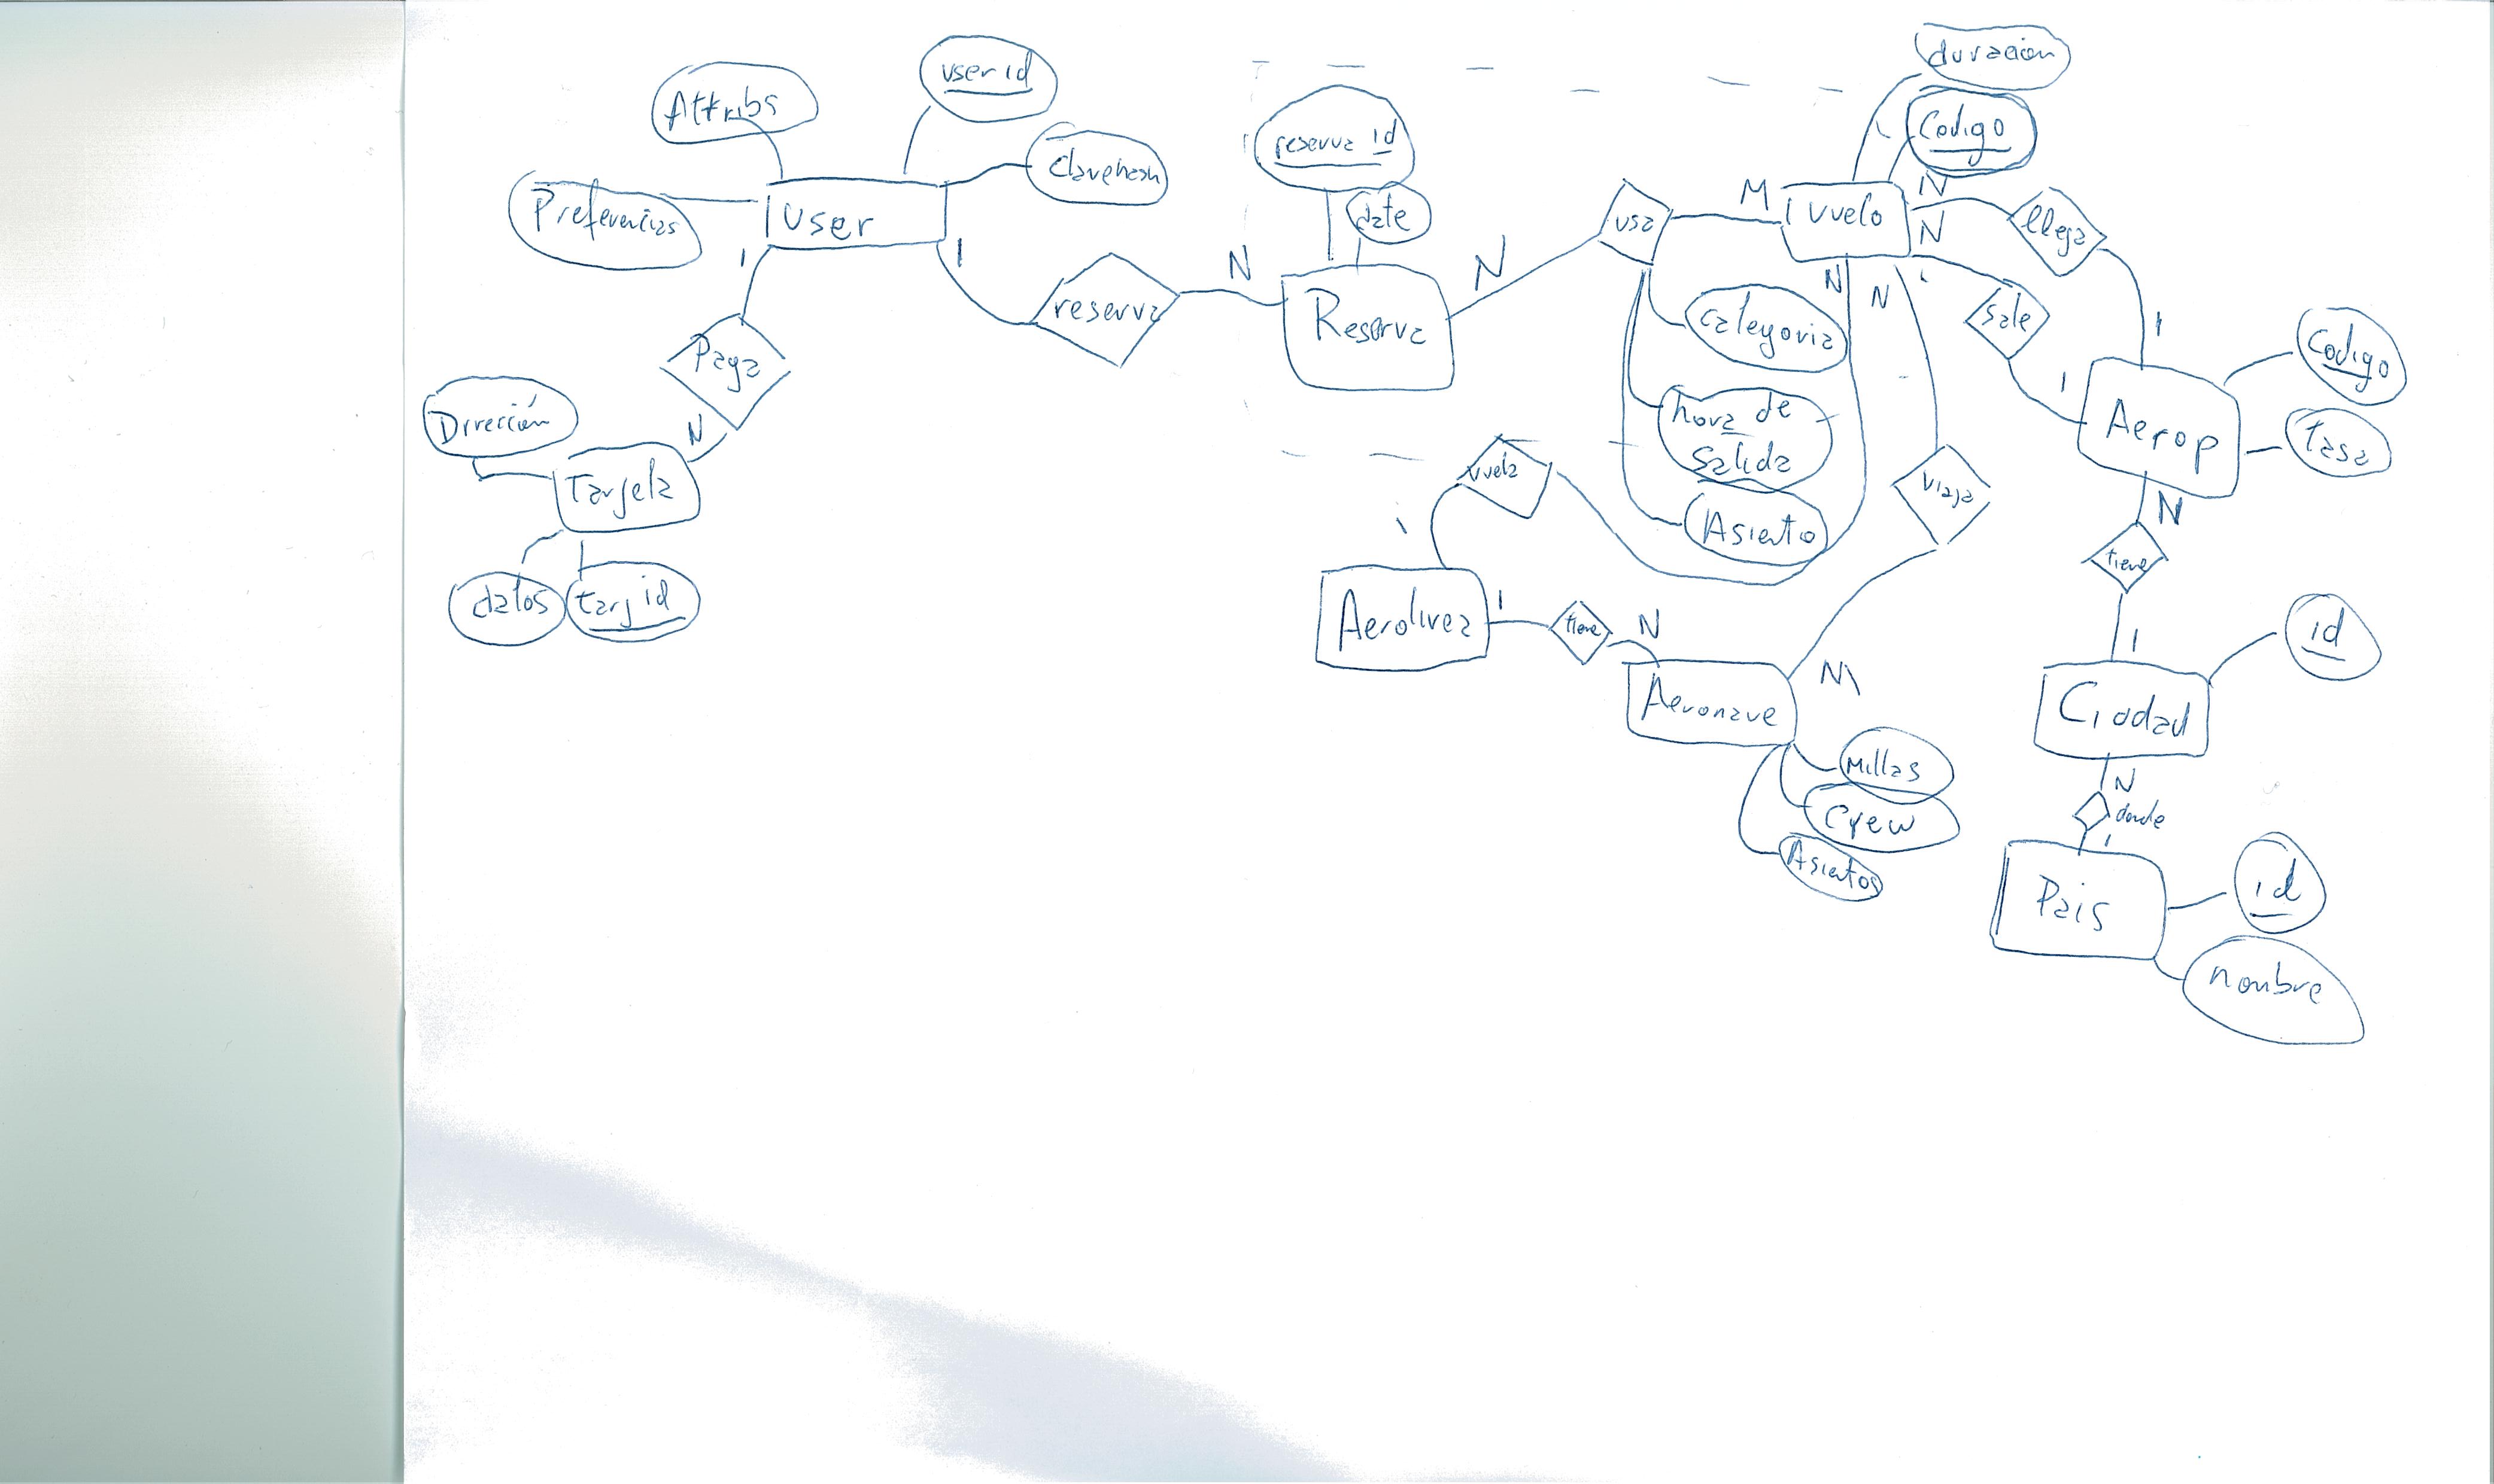 duración
user id
Attribs
Codigo
reserva id
Clavehash
Preferencias
User
date
usa
M
Vuelo
N
N
llega
1
1
reserva
N
Reserva
N
Categoria
N
N
Sale
1
1
Codigo
Paga
N
Dirección
Tarjeta
hora de
Salida
Aerop
tasa
vuela
viaja
1
Asiento
N
tiene
datos
targ id
Aerolinea
1
tiene
N
1
id
Aeronave
M
Ciudad
Millas
N
Crew
donde
1
Asientos
Pais
id
nombre